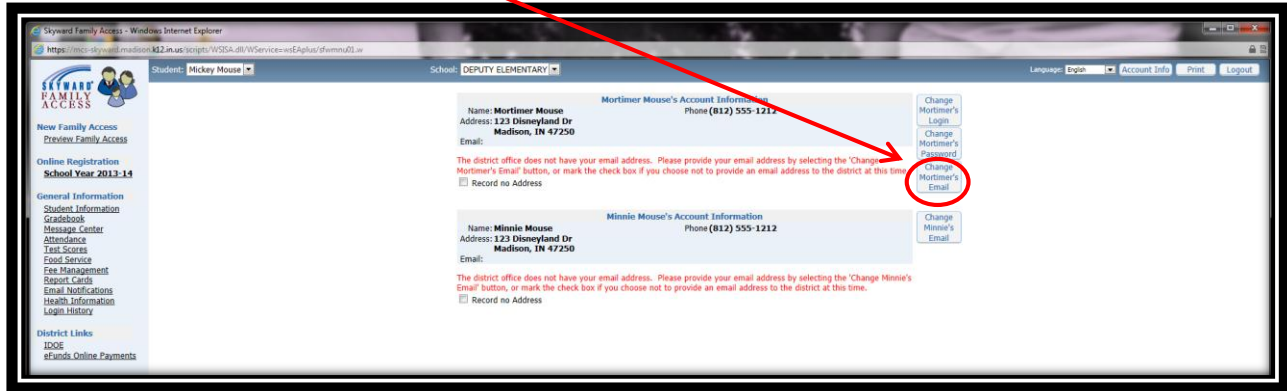 Skyward Family Access - Windows Internet Explorer
https://mcs-skyward.madison.k12.in.us/scripts/WSISA.dll/WService=wsEAplus/sfwmnu01.w
SKYWARD
FAMILY
ACCESS
Student: Mickey Mouse
School: DEPUTY ELEMENTARY
Language: English
Account Info
Print
Logout
New Family Access
Preview Family Access
Online Registration
School Year 2013-14
General Information
Student Information
Gradebook
Message Center
Attendance
Test Scores
Food Service
Fee Management
Report Cards
Email Notifications
Health Information
Login History
District Links
IDOE
eFunds Online Payments
Mortimer Mouse's Account Information
Name: Mortimer Mouse Phone (812) 555-1212
Address: 123 Disneyland Dr
Madison, IN 47250
Email:
Change
Mortimer's
Login
Change
Mortimer's
Password
Change
Mortimer's
Email
The district office does not have your email address. Please provide your email address by selecting the 'Change
Mortimer's Email' button, or mark the check box if you choose not to provide an email address to the district at this time.
Record no Address
Minnie Mouse's Account Information
Name: Minnie Mouse Phone (812) 555-1212
Address: 123 Disneyland Dr
Madison, IN 47250
Email:
Change
Minnie's
Email
The district office does not have your email address. Please provide your email address by selecting the 'Change Minnie's
Email' button, or mark the check box if you choose not to provide an email address to the district at this time.
Record no Address